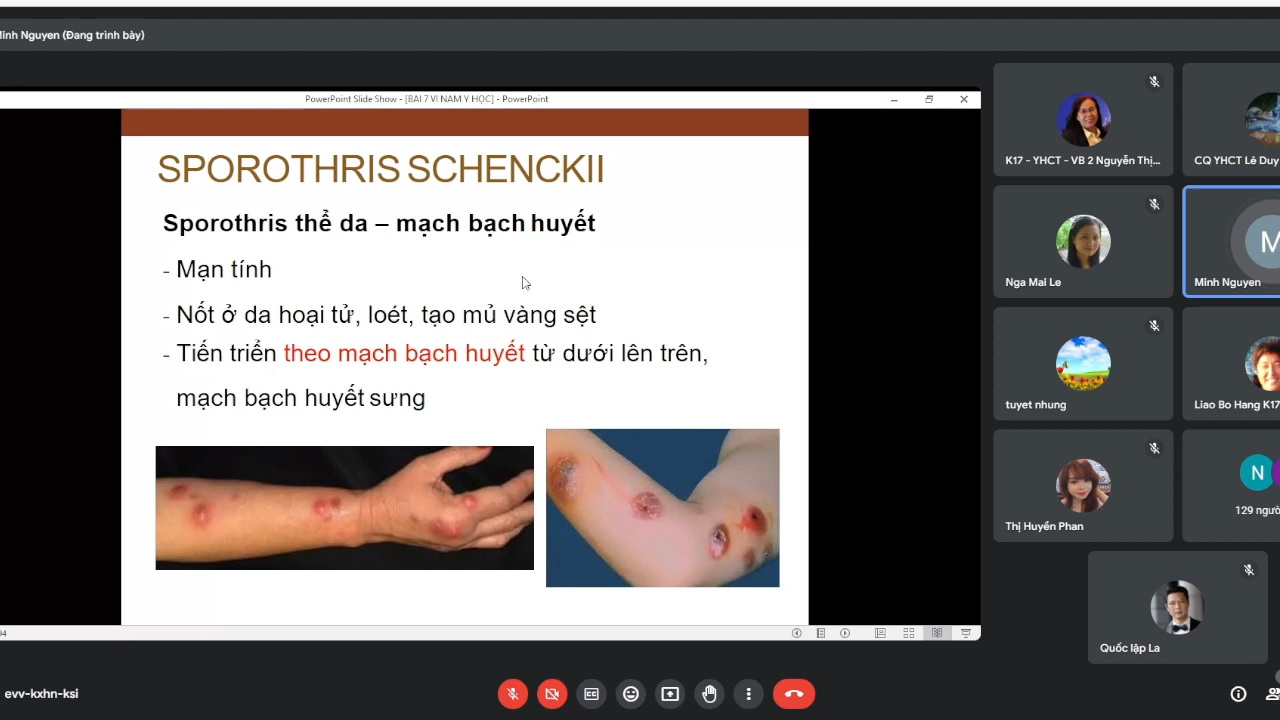 Minh Nguyen (Đang trình bày)
PowerPoint Slide Show - [BAI 7 VI NAM Y HỌC] - PowerPoint
SPOROTHRIS SCHENCKII
Sporothris thể da – mạch bạch huyết
- Mạn tính
- Nốt ở da hoại tử, loét, tạo mủ vàng sệt
- Tiến triển theo mạch bạch huyết từ dưới lên trên,
mạch bạch huyết sưng
K17 - YHCT - VB 2 Nguyễn Thị...
CQ YHCT Lê Duy
Nga Mai Le
M
Minh Nguyen
tuyet nhung
Liao Bo Hang K17
Thị Huyền Phan
N
129 ngườ
Quốc lập La
evv-kxhn-ksi